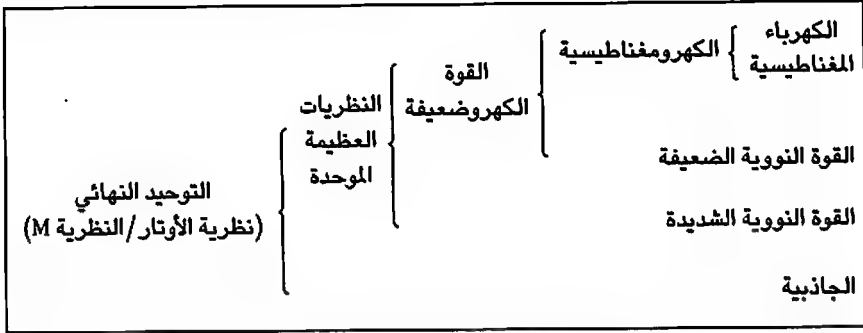 الكهرباء
المغناطيسية
الكهرومغناطيسية
القوة
الكهروضعيفة
النظريات
العظيمة
الموحدة
القوة النووية الضعيفة
التوحيد النهائي
(نظرية الأوتار/النظرية M)
القوة النووية الشديدة
الجاذبية